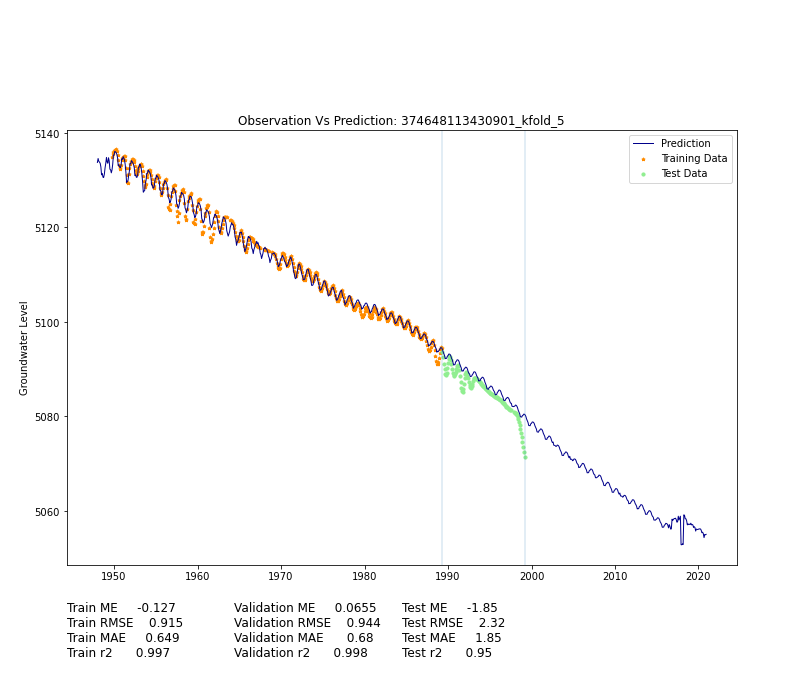 Observation Vs Prediction: 374648113430901_kfold_5
Prediction
Training Data
Test Data
Groundwater Level
5140
5120
5100
5080
5060
1950 1960 1970 1980 1990 2000 2010 2020
Train ME -0.127 Validation ME 0.0655 Test ME -1.85
Train RMSE 0.915 Validation RMSE 0.944 Test RMSE 2.32
Train MAE 0.649 Validation MAE 0.68 Test MAE 1.85
Train r2 0.997 Validation r2 0.998 Test r2 0.95